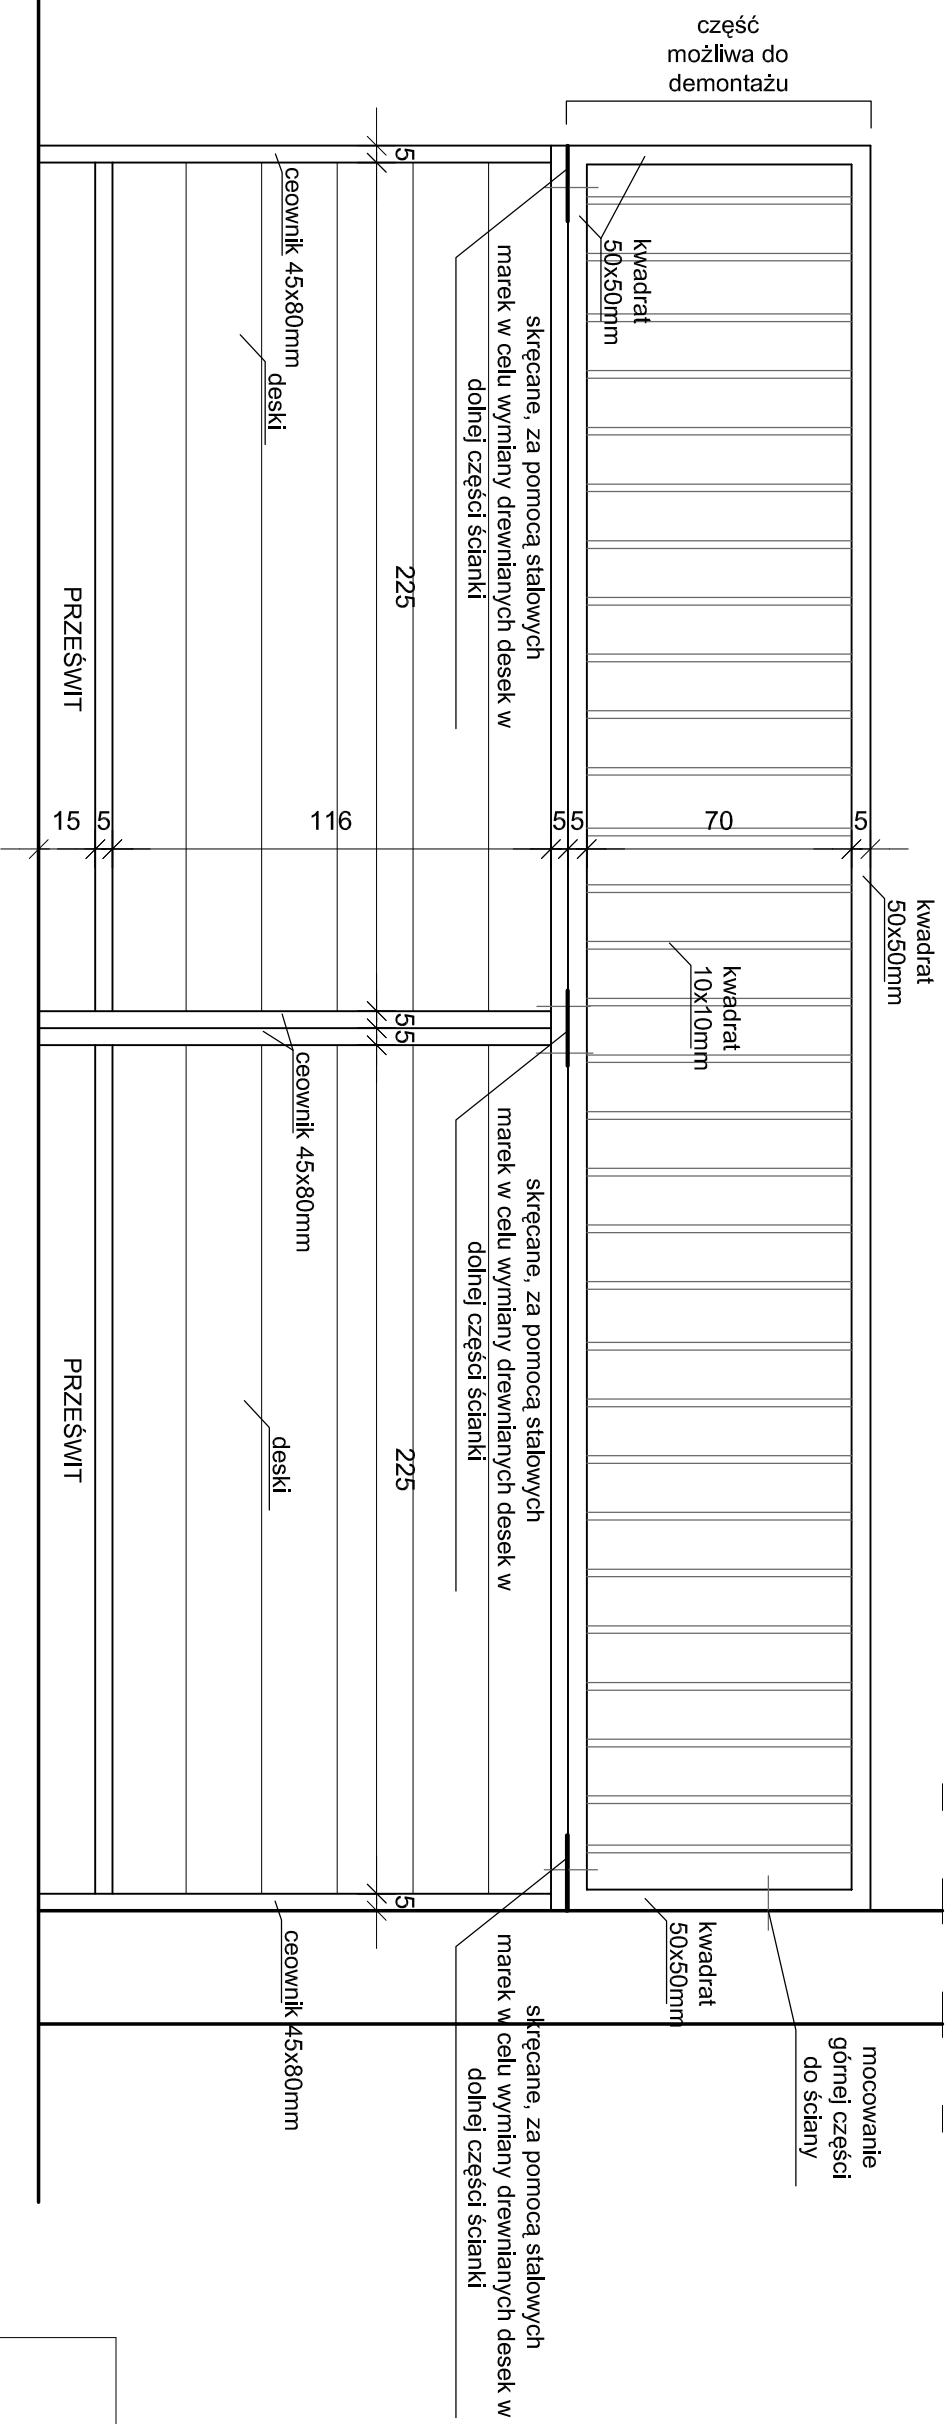 część
możliwa do
demontażu
kwadrat
50x50mm
5
ceownik 45x80mm
deski
skręcane, za pomocą stalowych
marek w celu wymiany drewnianych desek w
dolnej części ścianki
225
PRZEŚWIT
15
5
116
5
5
70
5
kwadrat
50x50mm
kwadrat
10x10mm
5
5
ceownik 45x80mm
skręcane, za pomocą stalowych
marek w celu wymiany drewnianych desek w
dolnej części ścianki
225
deski
PRZEŚWIT
5
ceownik 45x80mm
kwadrat
50x50mm
mocowanie
górnej części
do ściany
skręcane, za pomocą stalowych
marek w celu wymiany drewnianych desek w
dolnej części ścianki